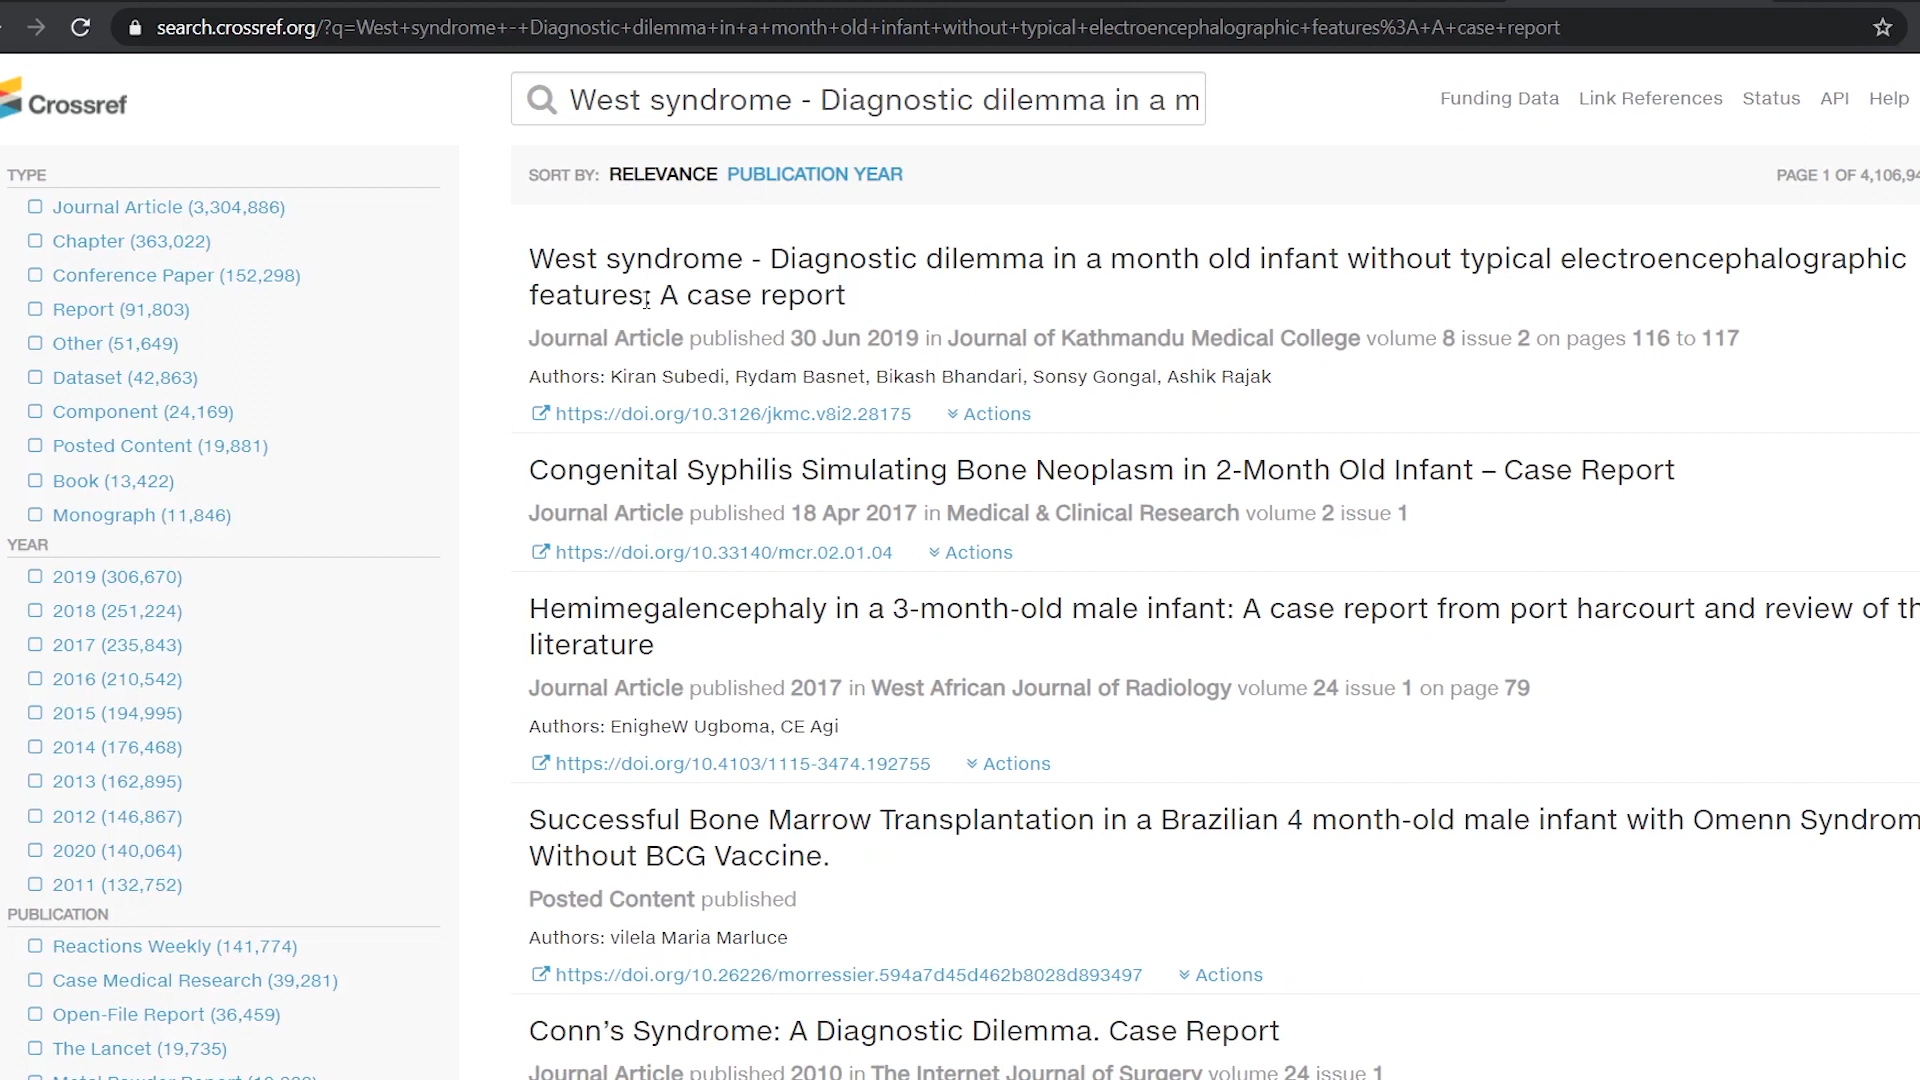 search.crossref.org/?q=West+syndrome+-+Diagnostic+dilemma+in+a+month+old+infant+without+typical+electroencephalographic+features%3A+A+case+report
Crossref
West syndrome - Diagnostic dilemma in a m
Funding Data Link References Status API Help
TYPE
Journal Article (3,304,886)
Chapter (363,022)
Conference Paper (152,298)
Report (91,803)
Other (51,649)
Dataset (42,863)
Component (24,169)
Posted Content (19,881)
Book (13,422)
Monograph (11,846)
YEAR
2019 (306,670)
2018 (251,224)
2017 (235,843)
2016 (210,542)
2015 (194,995)
2014 (176,468)
2013 (162,895)
2012 (146,867)
2020 (140,064)
2011 (132,752)
PUBLICATION
Reactions Weekly (141,774)
Case Medical Research (39,281)
Open-File Report (36,459)
The Lancet (19,735)
SORT BY: RELEVANCE PUBLICATION YEAR
PAGE 1 OF 4,106,94
West syndrome - Diagnostic dilemma in a month old infant without typical electroencephalographic
features: A case report
Journal Article published 30 Jun 2019 in Journal of Kathmandu Medical College volume 8 issue 2 on pages 116 to 117
Authors: Kiran Subedi, Rydam Basnet, Bikash Bhandari, Sonsy Gongal, Ashik Rajak
https://doi.org/10.3126/jkmc.v8i2.28175 Actions
Congenital Syphilis Simulating Bone Neoplasm in 2-Month Old Infant – Case Report
Journal Article published 18 Apr 2017 in Medical & Clinical Research volume 2 issue 1
https://doi.org/10.33140/mcr.02.01.04 Actions
Hemimegalencephaly in a 3-month-old male infant: A case report from port harcourt and review of th
literature
Journal Article published 2017 in West African Journal of Radiology volume 24 issue 1 on page 79
Authors: EnigheW Ugboma, CE Agi
https://doi.org/10.4103/1115-3474.192755 Actions
Successful Bone Marrow Transplantation in a Brazilian 4 month-old male infant with Omenn Syndrom
Without BCG Vaccine.
Posted Content published
Authors: vilela Maria Marluce
https://doi.org/10.26226/morressier.594a7d45d462b8028d893497 Actions
Conn's Syndrome: A Diagnostic Dilemma. Case Report
Journal Article published 2010 in The Internet Journal of Surgery volume 24 issue 1